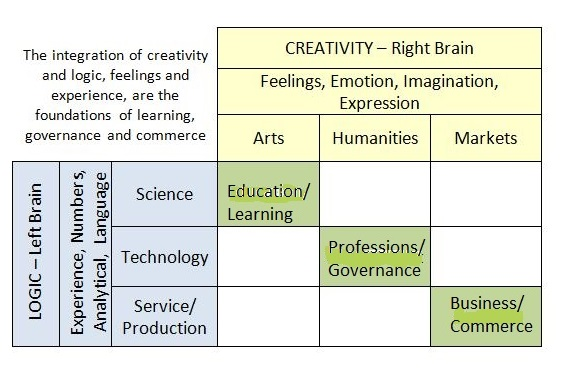 The integration of creativity
and logic, feelings and
experience, are the
foundations of learning,
governance and commerce
CREATIVITY – Right Brain
Feelings, Emotion, Imagination,
Expression
Arts
Humanities
Markets
LOGIC – Left Brain
Experience, Numbers,
Analytical, Language
Science
Education/
Learning
Technology
Professions/
Governance
Service/
Production
Business/
Commerce